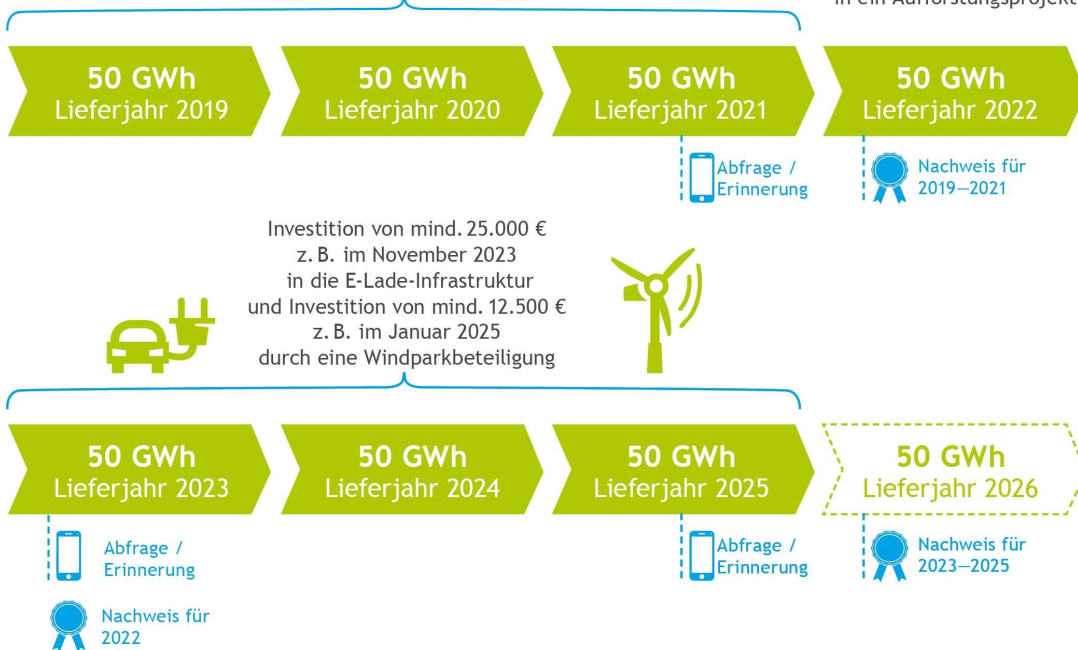 in ein Aufforstungsprojekt
50 GWh
Lieferjahr 2019
50 GWh
Lieferjahr 2020
50 GWh
Lieferjahr 2021
50 GWh
Lieferjahr 2022
Abfrage /
Erinnerung
Nachweis für
2019–2021
Investition von mind. 25.000 €
z. B. im November 2023
in die E-Lade-Infrastruktur
und Investition von mind. 12.500 €
z. B. im Januar 2025
durch eine Windparkbeteiligung
50 GWh
Lieferjahr 2023
50 GWh
Lieferjahr 2024
50 GWh
Lieferjahr 2025
50 GWh
Lieferjahr 2026
Abfrage /
Erinnerung
Abfrage /
Erinnerung
Nachweis für
2023–2025
Nachweis für
2022